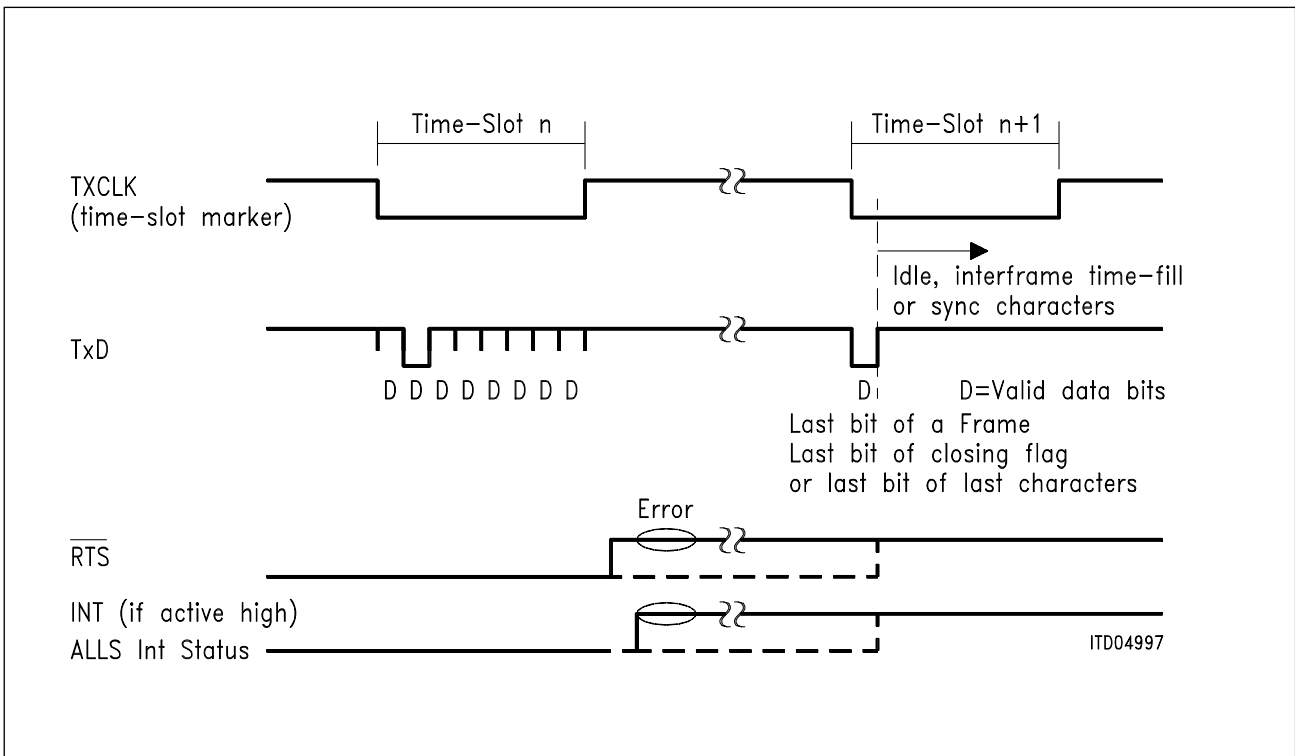 Time-Slot n
Time-Slot n+1
TXCLK
(time-slot marker)
Idle, interframe time-fill
or sync characters
TxD
D D D D D D D D
D
D=Valid data bits
Last bit of a Frame
Last bit of closing flag
or last bit of last characters
Error
RTS
INT (if active high)
ALLS Int Status
ITD04997